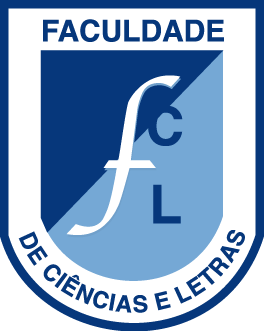 FACULDADE
f C
L
DE CIÊNCIAS E LETRAS